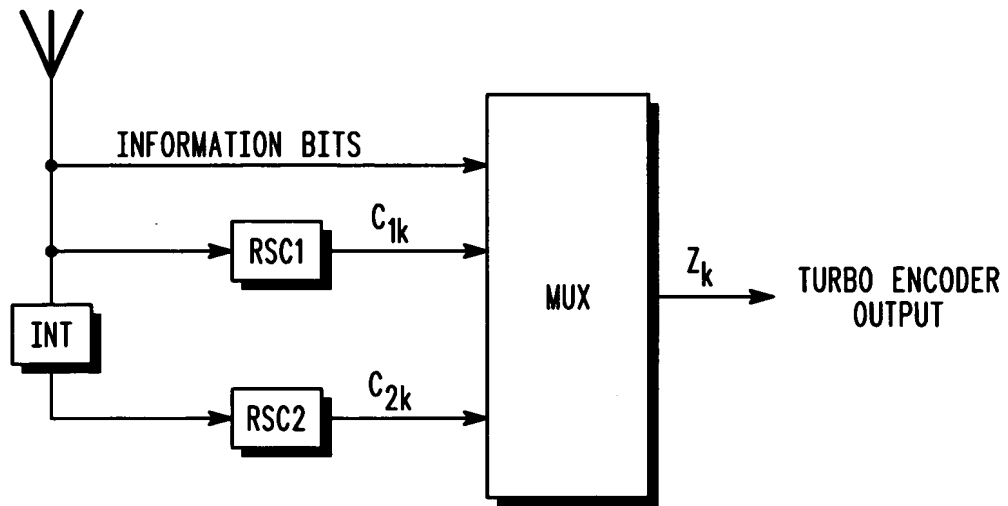 INFORMATION BITS
C1k
RSC1
INT
C2k
RSC2
MUX
Zk
TURBO ENCODER
OUTPUT